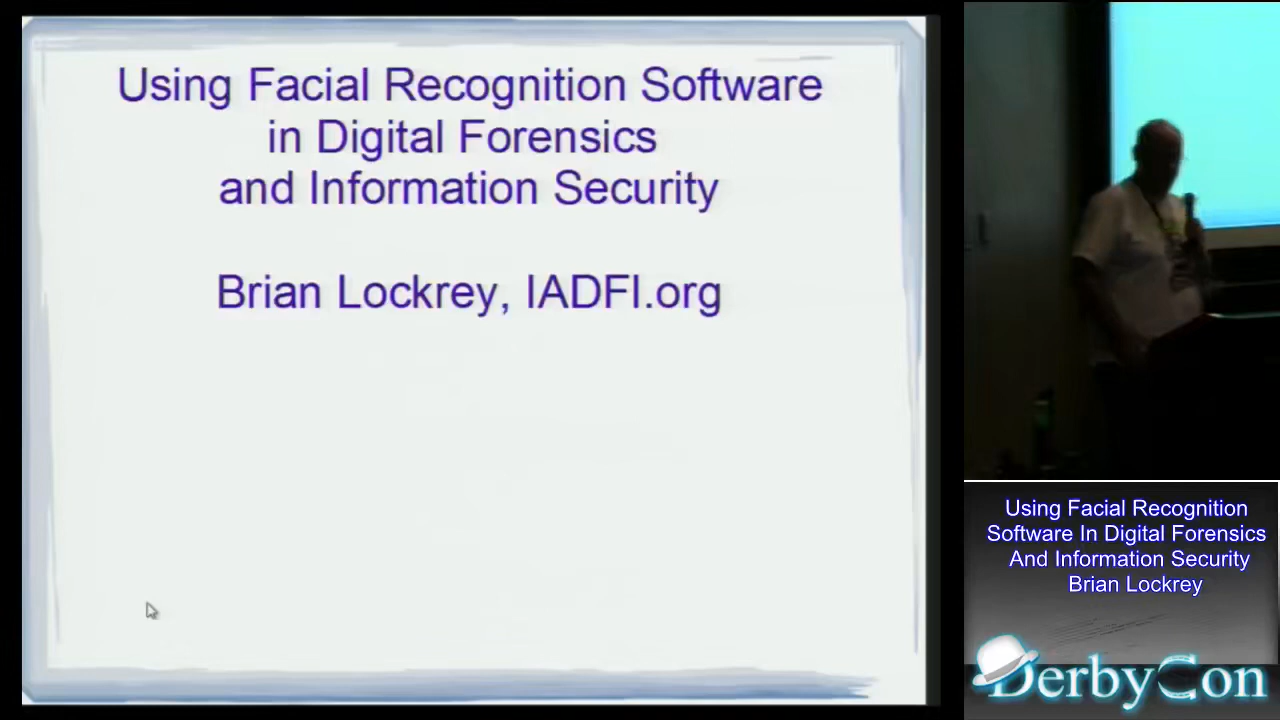 Using Facial Recognition Software
in Digital Forensics
and Information Security
Brian Lockrey, IADFI.org
Using Facial Recognition
Software In Digital Forensics
And Information Security
Brian Lockrey
DerbyCon